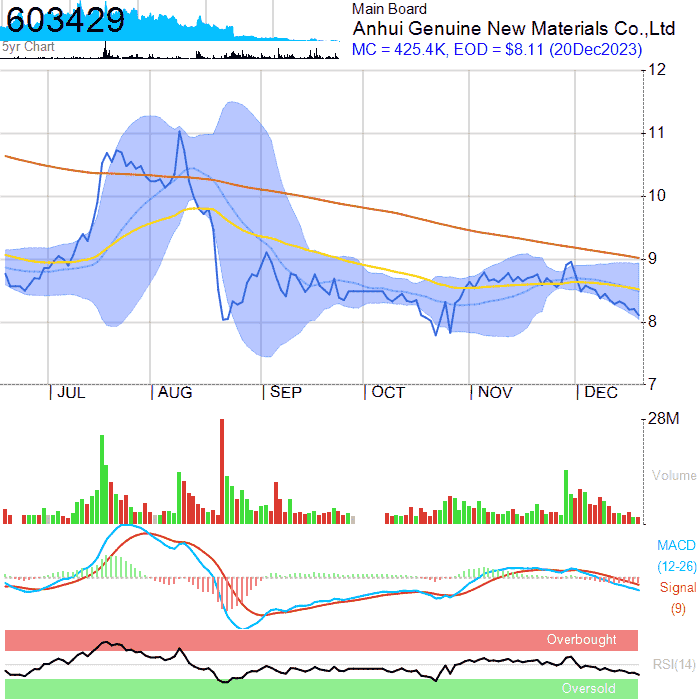 603429
5yr Chart
Main Board
Anhui Genuine New Materials Co.,Ltd
MC = 425.4K, EOD = $8.11 (20Dec2023)
12
11
10
9
8
7
JUL
AUG
SEP
OCT
NOV
DEC
28M
Volume
MACD
(12-26)
Signal
(9)
Overbought
RSI(14)
Oversold